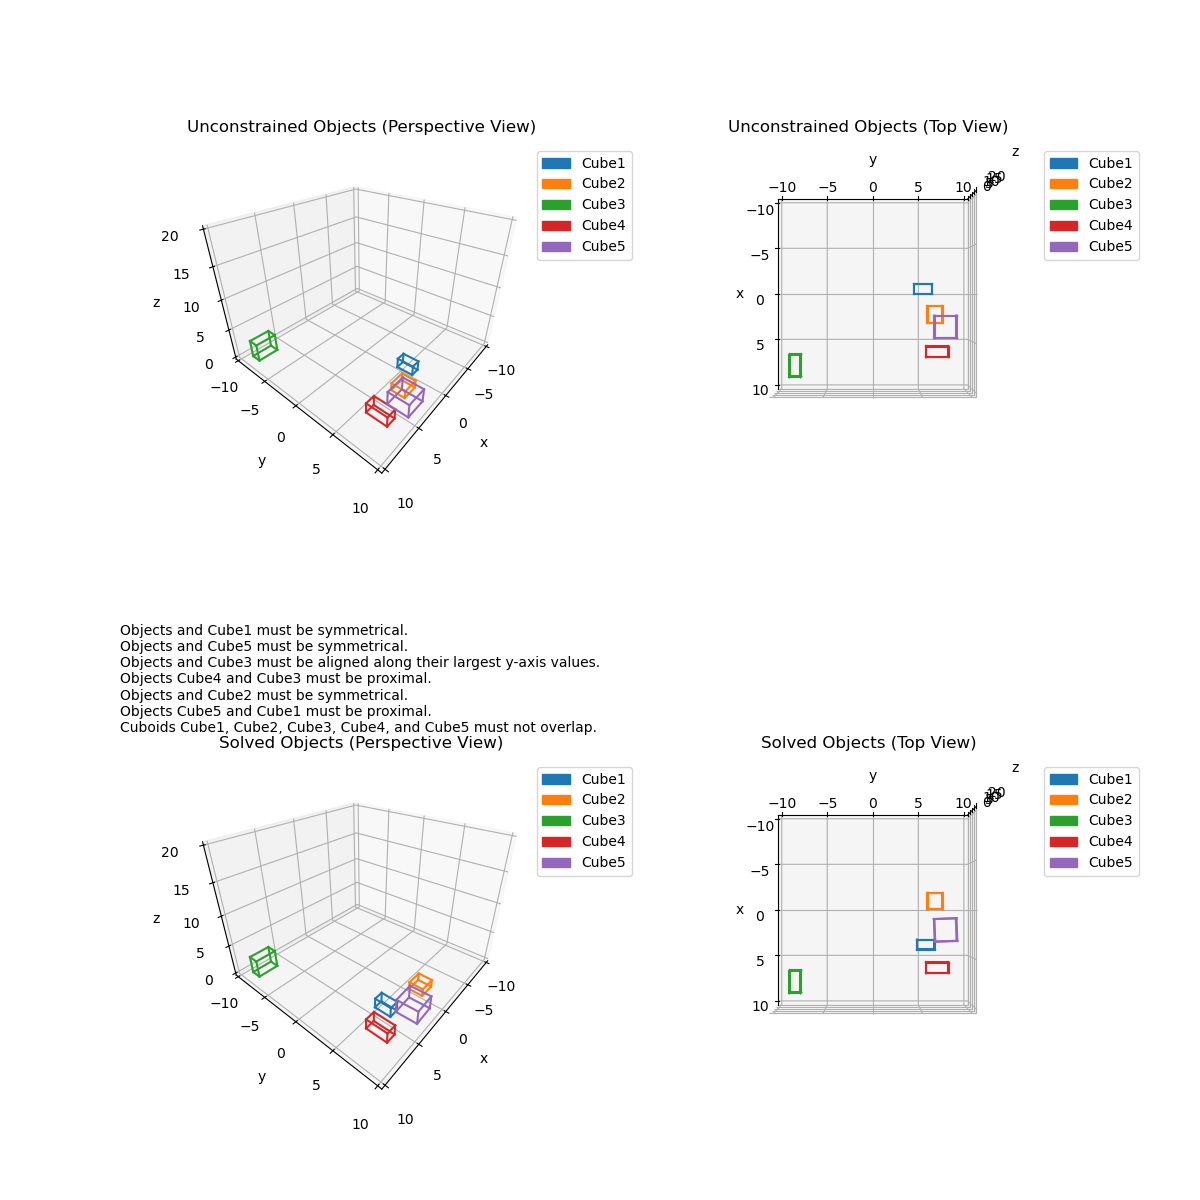 Unconstrained Objects (Perspective View)
Cube1
Cube2
Cube3
Cube4
Cube5
20
15
z
10
5
0
−10
−5
0
y
5
10
−10
−5
0
x
5
10
Unconstrained Objects (Top View)
Cube1
Cube2
Cube3
Cube4
Cube5
y
z
−10
−5
0
5
10
20
−10
−5
x
0
5
10
Objects and Cube1 must be symmetrical.
Objects and Cube5 must be symmetrical.
Objects and Cube3 must be aligned along their largest y-axis values.
Objects Cube4 and Cube3 must be proximal.
Objects and Cube2 must be symmetrical.
Objects Cube5 and Cube1 must be proximal.
Cuboids Cube1, Cube2, Cube3, Cube4, and Cube5 must not overlap.
Solved Objects (Perspective View)
Cube1
Cube2
Cube3
Cube4
Cube5
20
15
z
10
5
0
−10
−5
0
y
5
10
−10
−5
0
x
5
10
Solved Objects (Top View)
Cube1
Cube2
Cube3
Cube4
Cube5
y
z
−10
−5
0
5
10
20
−10
−5
x
0
5
10